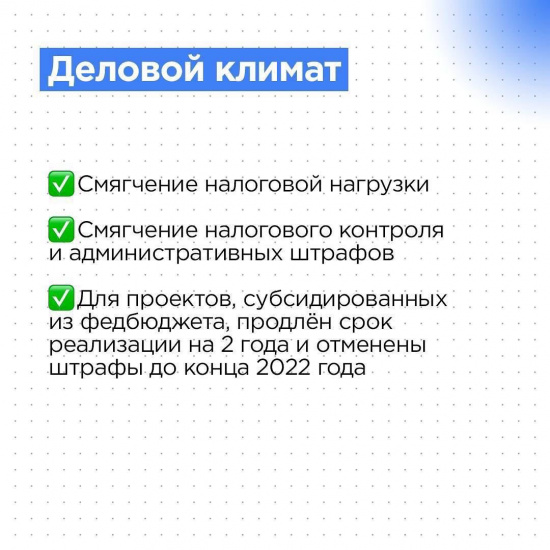 Деловой климат
✅ Смягчение налоговой нагрузки
✅ Смягчение налогового контроля
и административных штрафов
✅ Для проектов, субсидированных
из федбюджета, продлён срок
реализации на 2 года и отменены
штрафы до конца 2022 года